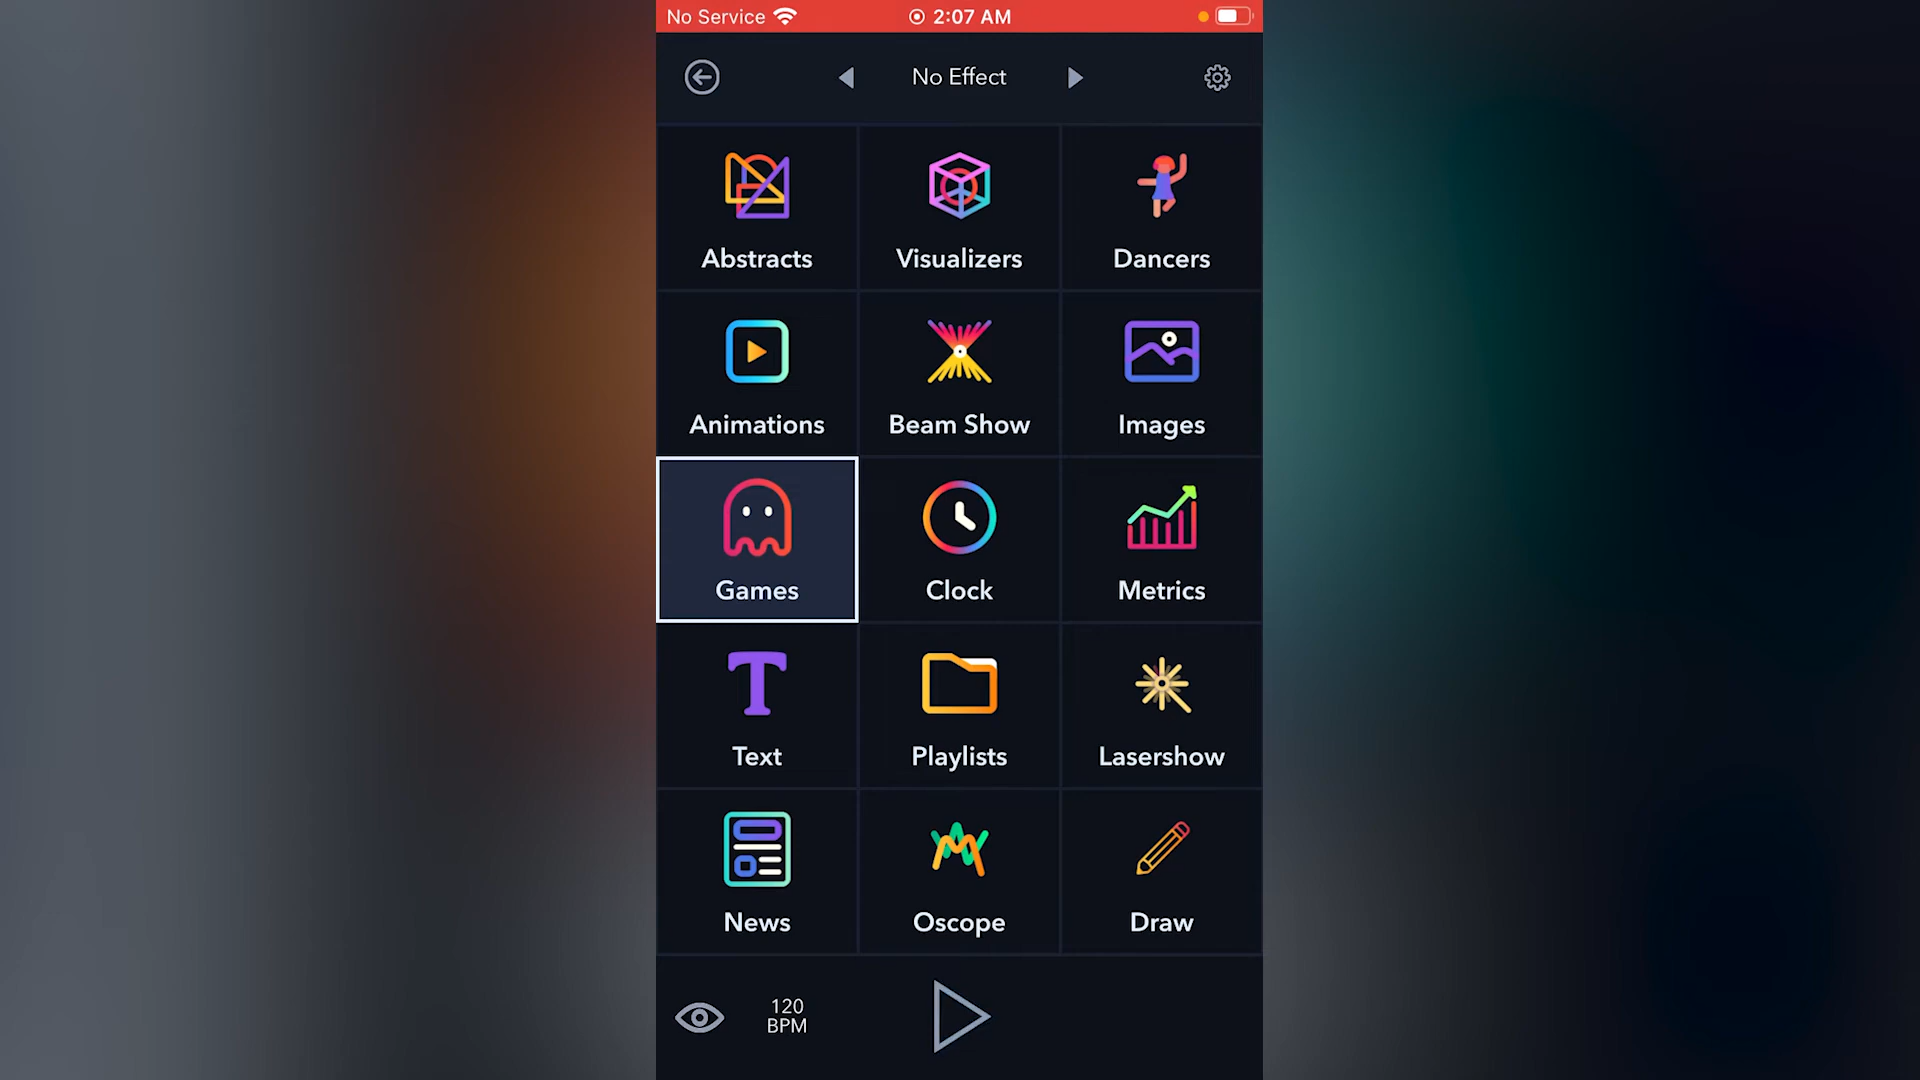 No Service 2:07 AM
No Effect
Abstracts Visualizers Dancers
Animations Beam Show Images
Games Clock Metrics
Text Playlists Lasershow
News Oscope Draw
120
BPM